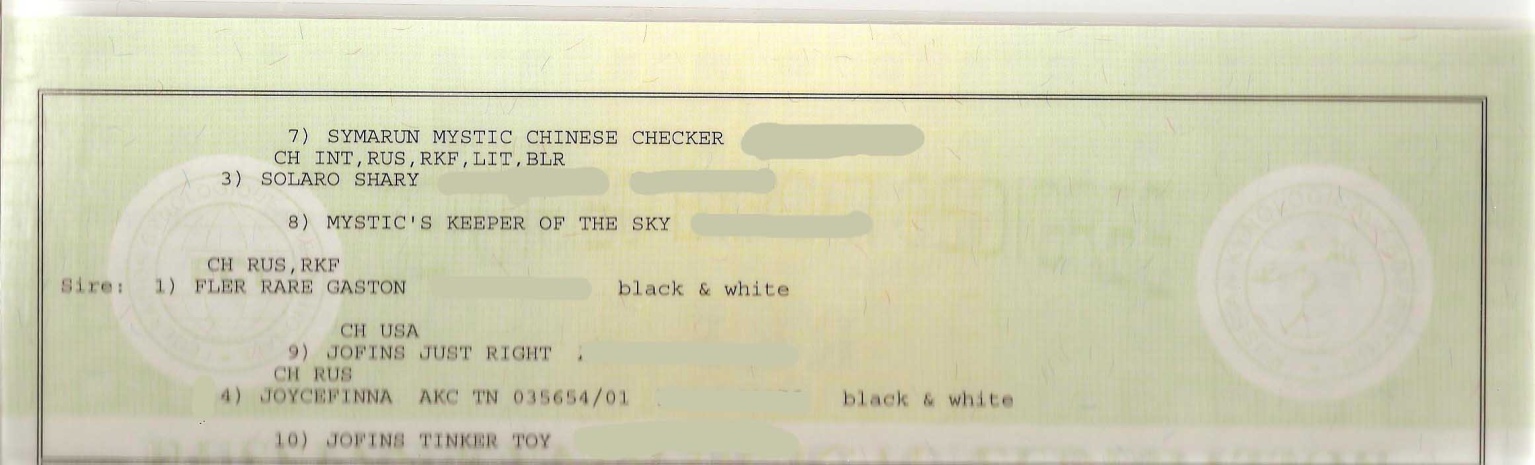 7) SYMARUN MYSTIC CHINESE CHECKER
CH INT,RUS,RKF,LIT,BLR
3) SOLARO SHARY
8) MYSTIC'S KEEPER OF THE SKY
CH RUS,RKF
Sire: 1) FLER RARE GASTON black & white
CH USA
9) JOFINS JUST RIGHT
CH RUS
4) JOYCEFINNA AKC TN 035654/01 black & white
10) JOFINS TINKER TOY